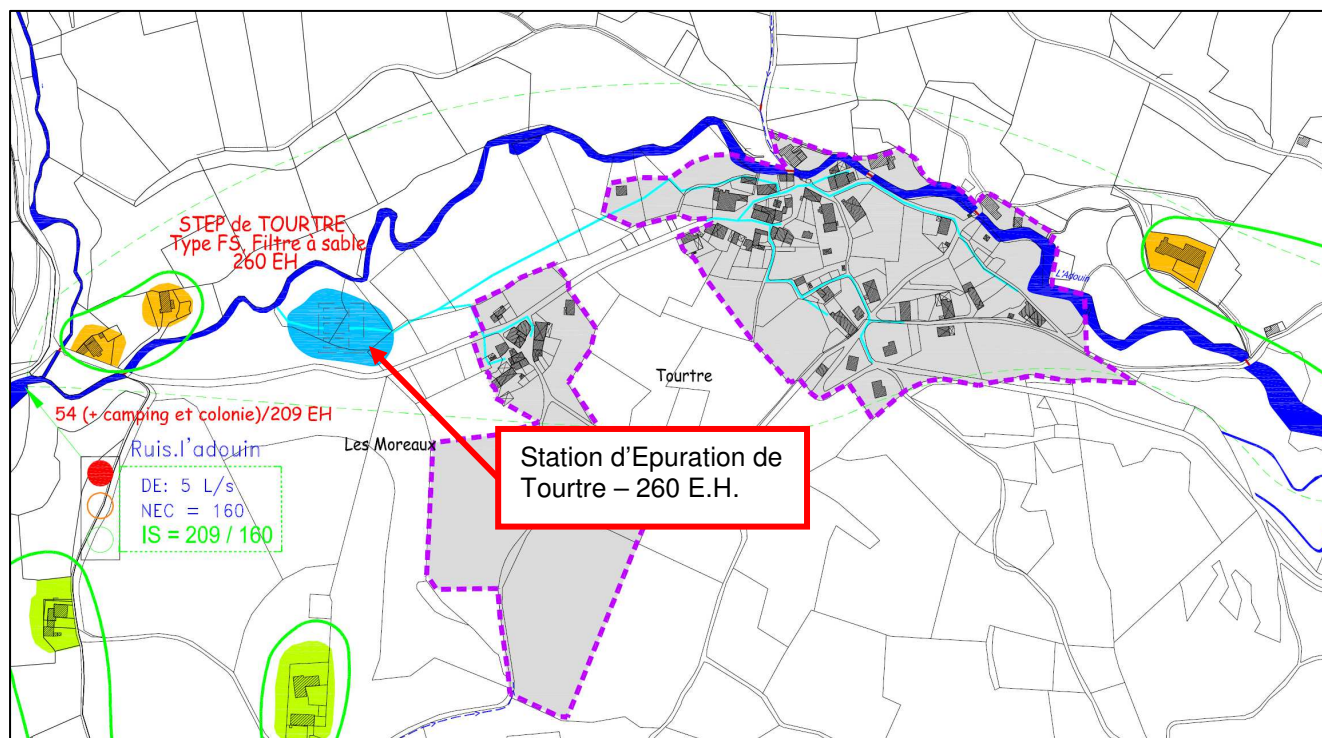 STEP de TOURTRE
Type FS, Filtre à sable
260 EH
L'Adouin
Tourtre
54 (+ camping et colonie)/209 EH
Les Moreaux
Ruis.l'adouin
DE: 5 L/s
NEC = 160
IS = 209 / 160
Station d'Epuration de
Tourtre – 260 E.H.